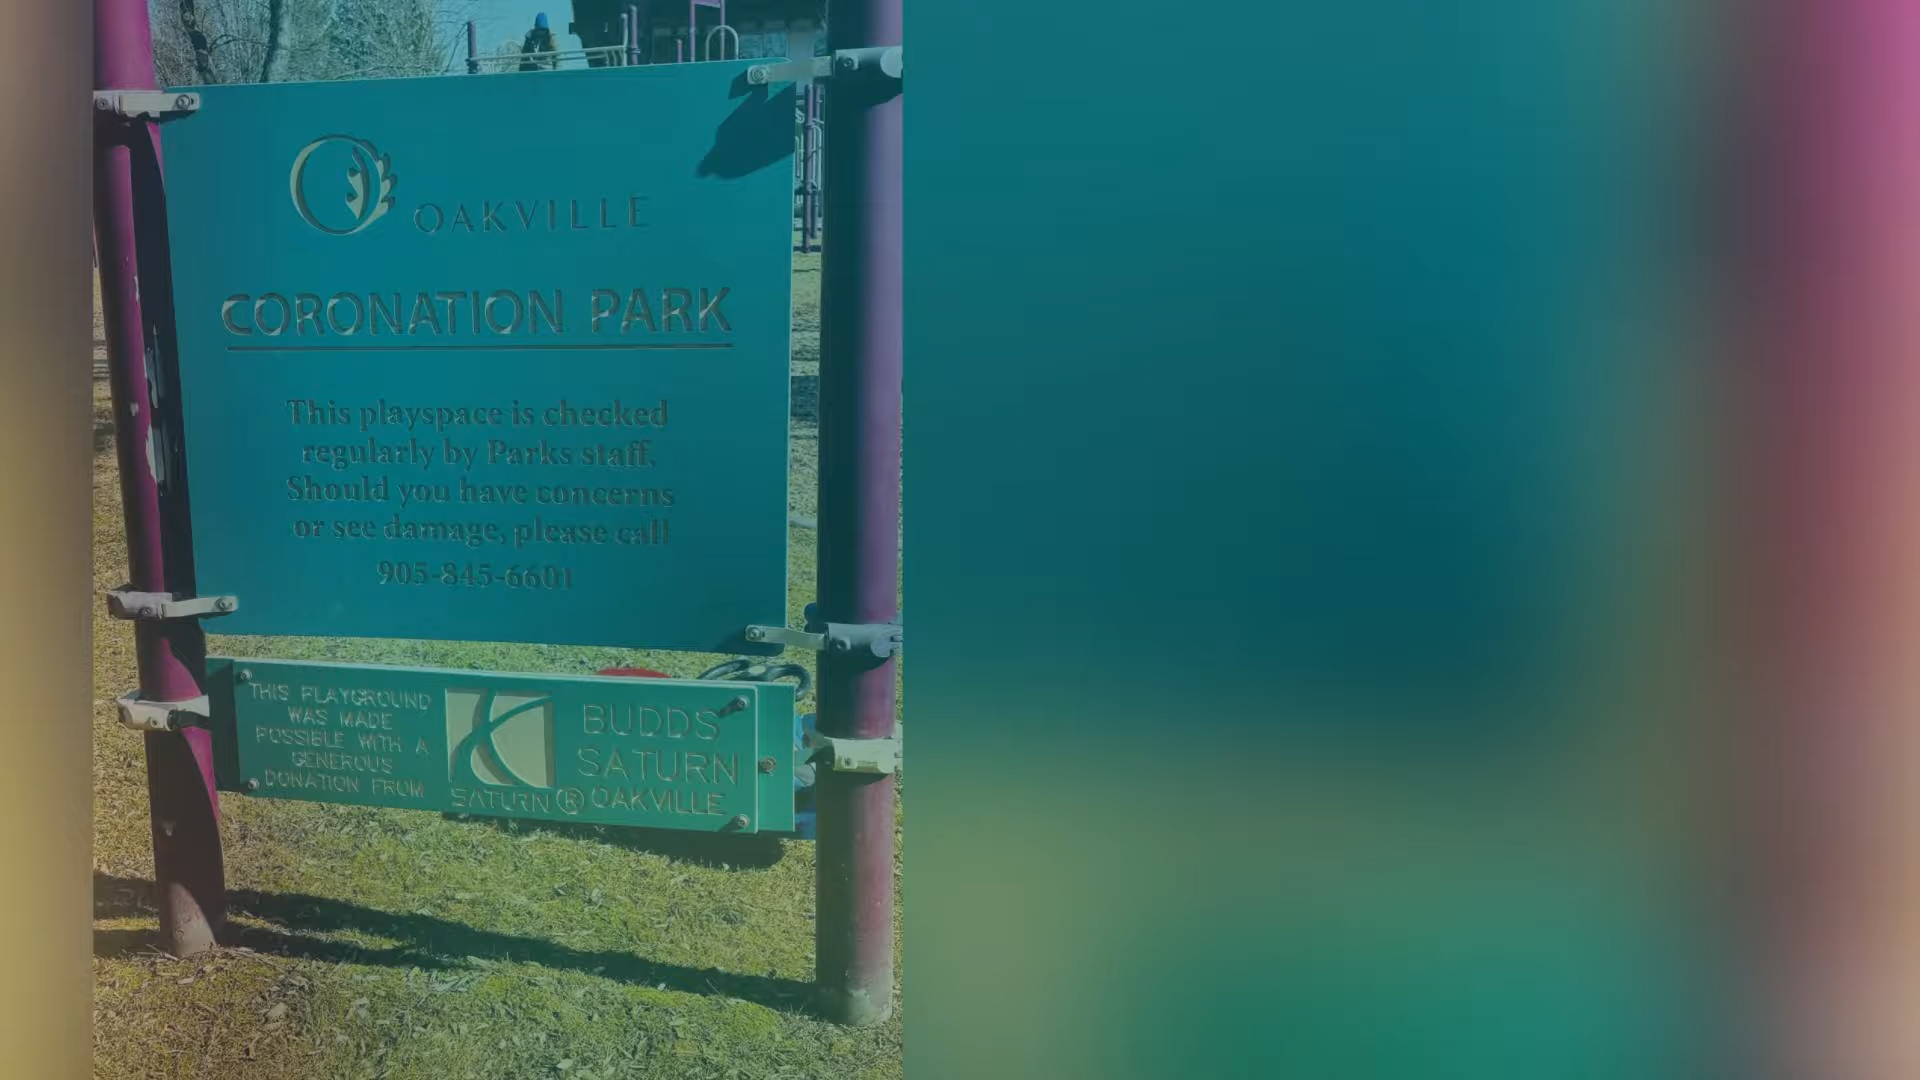 OAKVILLE
CORONATION PARK
This playspace is checked
regularly by Parks staff.
Should you have concerns
or see damage, please call
905-845-6601
THIS PLAYGROUND
WAS MADE
POSSIBLE WITH A
GENEROUS
DONATION FROM
SATURN®
BUDDS
SATURN
OAKVILLE